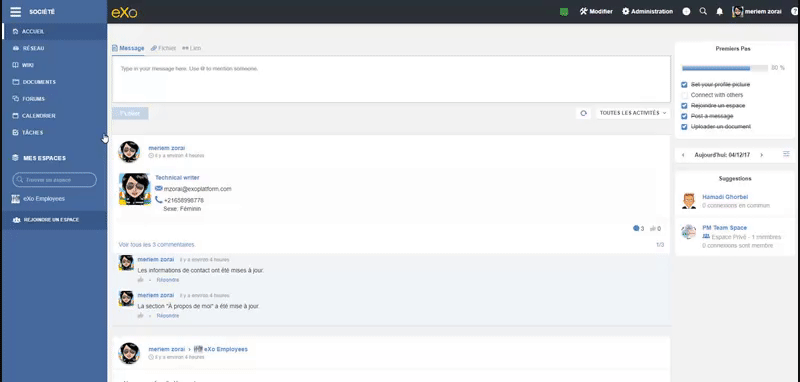 SOCIÉTÉ
eXo
Modifier
Administration
meriem zorai
ACCUEIL
RÉSEAU
WIKI
DOCUMENTS
FORUMS
CALENDRIER
TÂCHES
MES ESPACES
eXo Employees
REJOINDRE UN ESPACE
Message
Fichier
Lien
Type in your message here. Use @ to mention someone.
Publier
TOUTES LES ACTIVITÉS
meriem zorai
il y a environ 4 heures
Technical writer
mzorai@exoplatform.com
+21658996778
Sexe: Féminin
3
0
Voir tous les 3 commentaires.
1/3
meriem zorai
il y a environ 4 heures
Les informations de contact ont été mises à jour.
Répondre
meriem zorai
il y a environ 4 heures
La section "À propos de moi" a été mise à jour.
Répondre
meriem zorai
eXo Employees
il y a environ 4 heures
Premiers Pas
80 %
Set your profile picture
Connect with others
Rejoindre un espace
Post a message
Uploader un document
Aujourd'hui: 04/12/17
Suggestions
Hamadi Ghorbel
0 connexions en commun
PM Team Space
Espace Privé - 1 membres
0 connexions sont membre